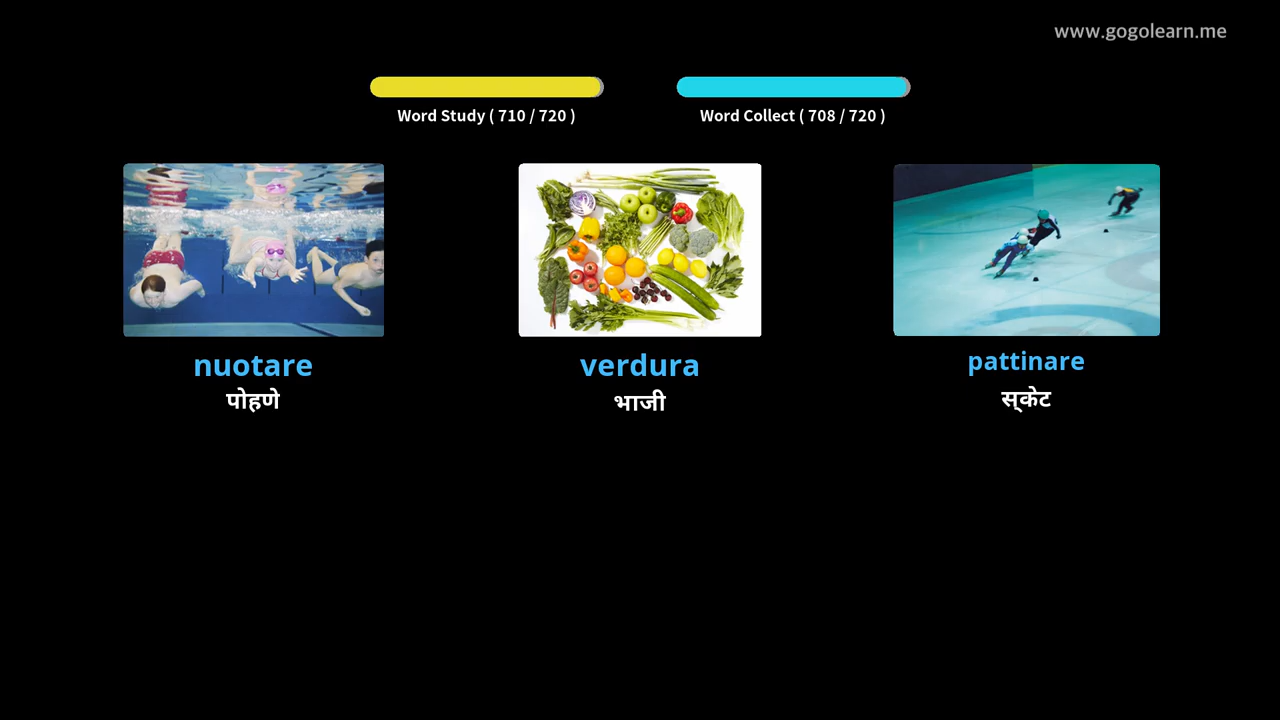 www.gogolearn.me
Word Study ( 710 / 720 )
Word Collect ( 708 / 720 )
nuotare
verdura
pattinare
पोहणे
भाजी
स्केट